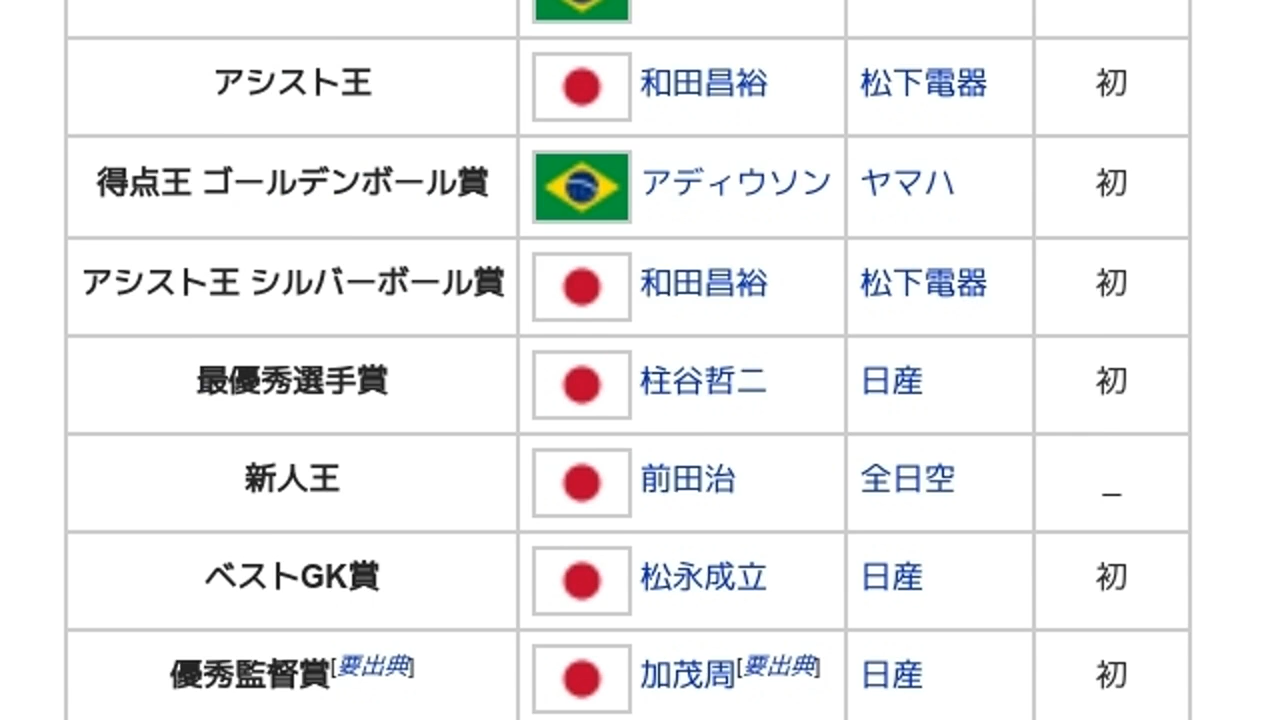 アシスト王 和田昌裕 松下電器 初
得点王 ゴールデンボール賞 アディウソン ヤマハ 初
アシスト王 シルバーボール賞 和田昌裕 松下電器 初
最優秀選手賞 柱谷哲二 日産 初
新人王 前田治 全日空 _
ベストGK賞 松永成立 日産 初
優秀監督賞[要出典] 加茂周[要出典] 日産 初